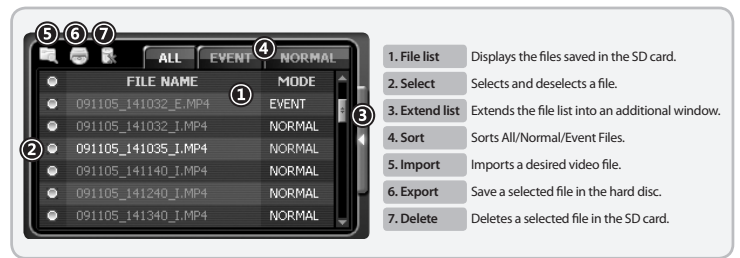 ⑤ ⑥ ⑦
ALL EVENT ④ NORMAL
FILE NAME MODE
①
091105_141032_E.MP4 EVENT
091105_141032_I.MP4 NORMAL
③
② 091105_141035_I.MP4 NORMAL
091105_141140_I.MP4 NORMAL
091105_141240_I.MP4 NORMAL
091105_141340_I.MP4 NORMAL
1. File list Displays the files saved in the SD card.
2. Select Selects and deselects a file.
3. Extend list Extends the file list into an additional window.
4. Sort Sorts All/Normal/Event Files.
5. Import Imports a desired video file.
6. Export Save a selected file in the hard disc.
7. Delete Deletes a selected file in the SD card.